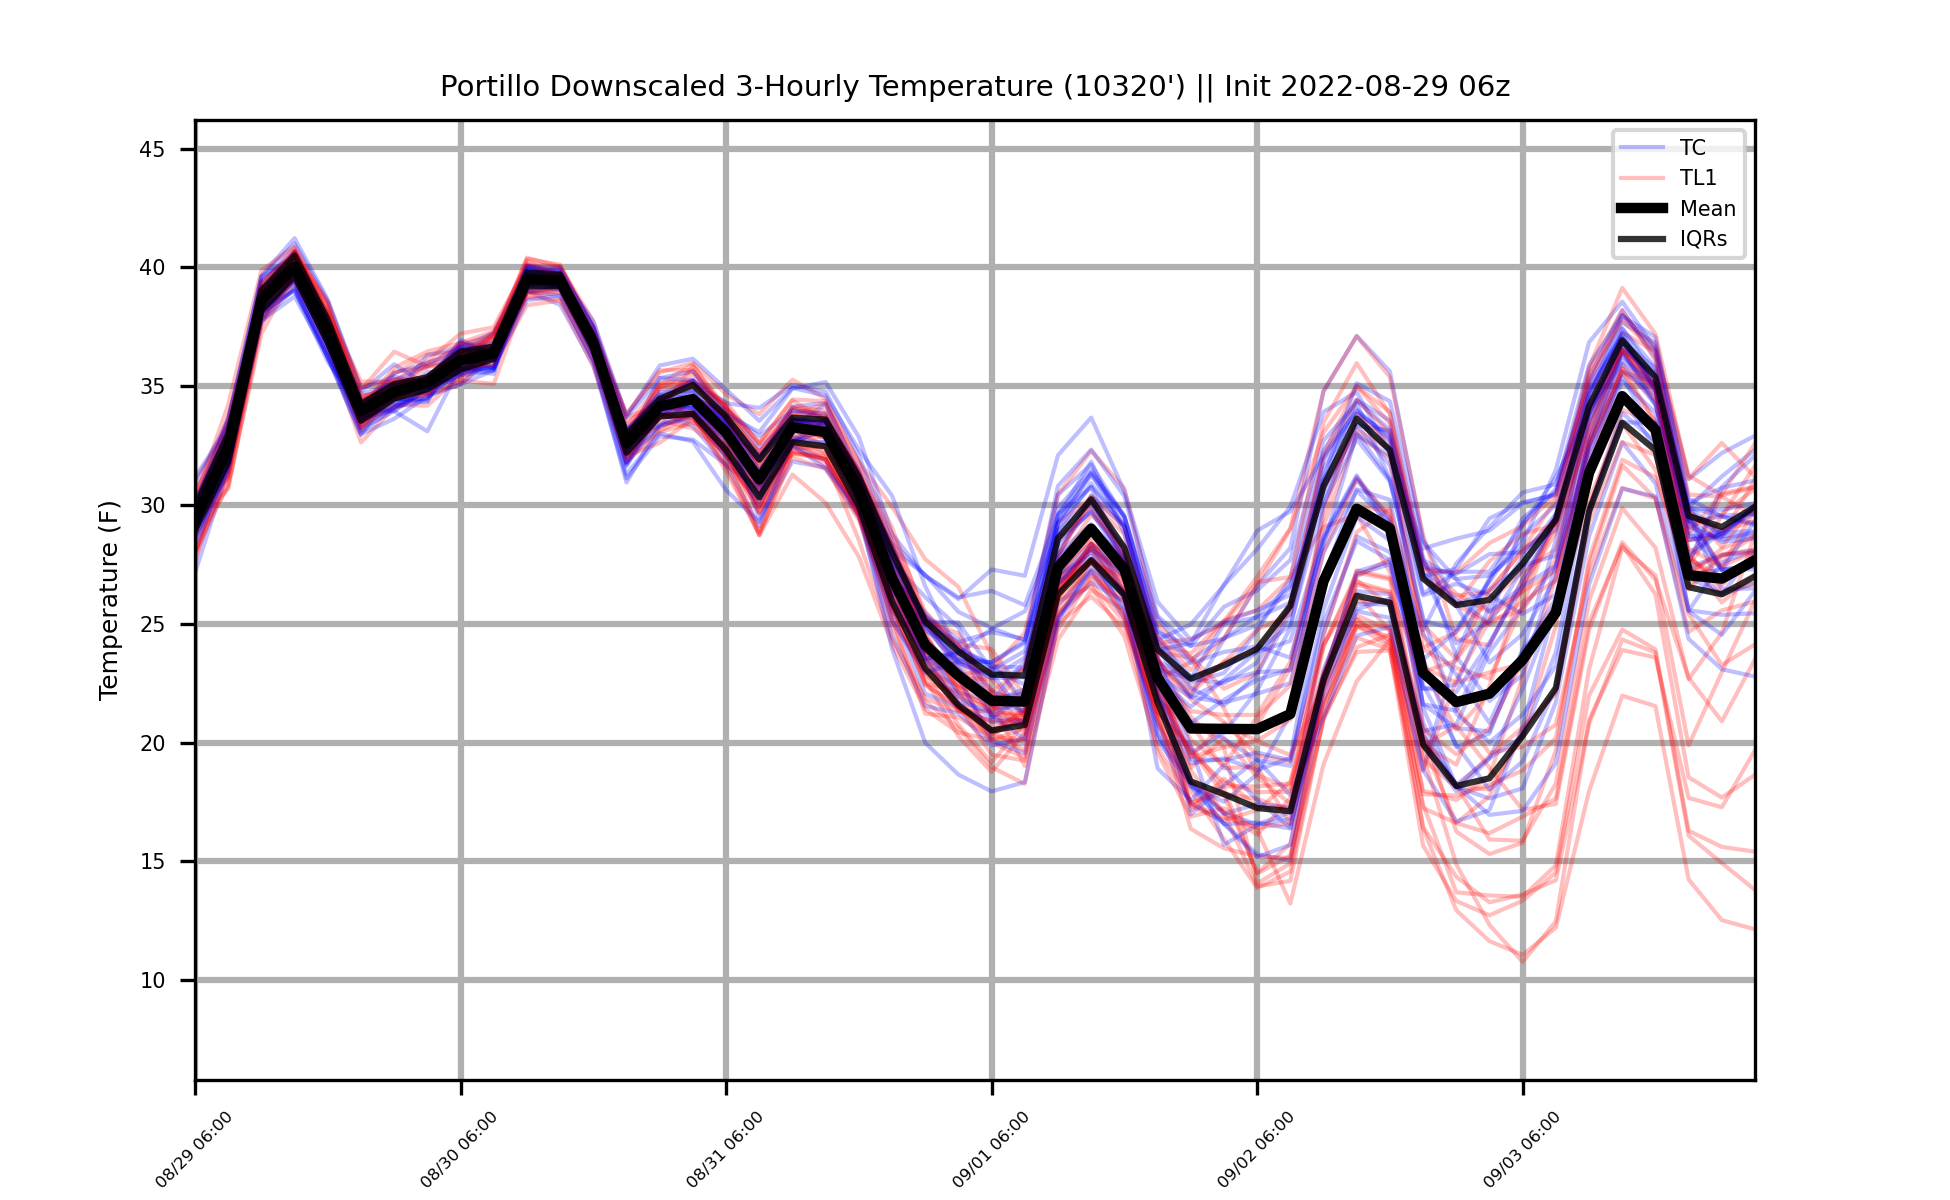 Portillo Downscaled 3-Hourly Temperature (10320') || Init 2022-08-29 06z
TC
TL1
Mean
IQRs
Temperature (F)
45
40
35
30
25
20
15
10
08/29 06:00
08/30 06:00
08/31 06:00
09/01 06:00
09/02 06:00
09/03 06:00